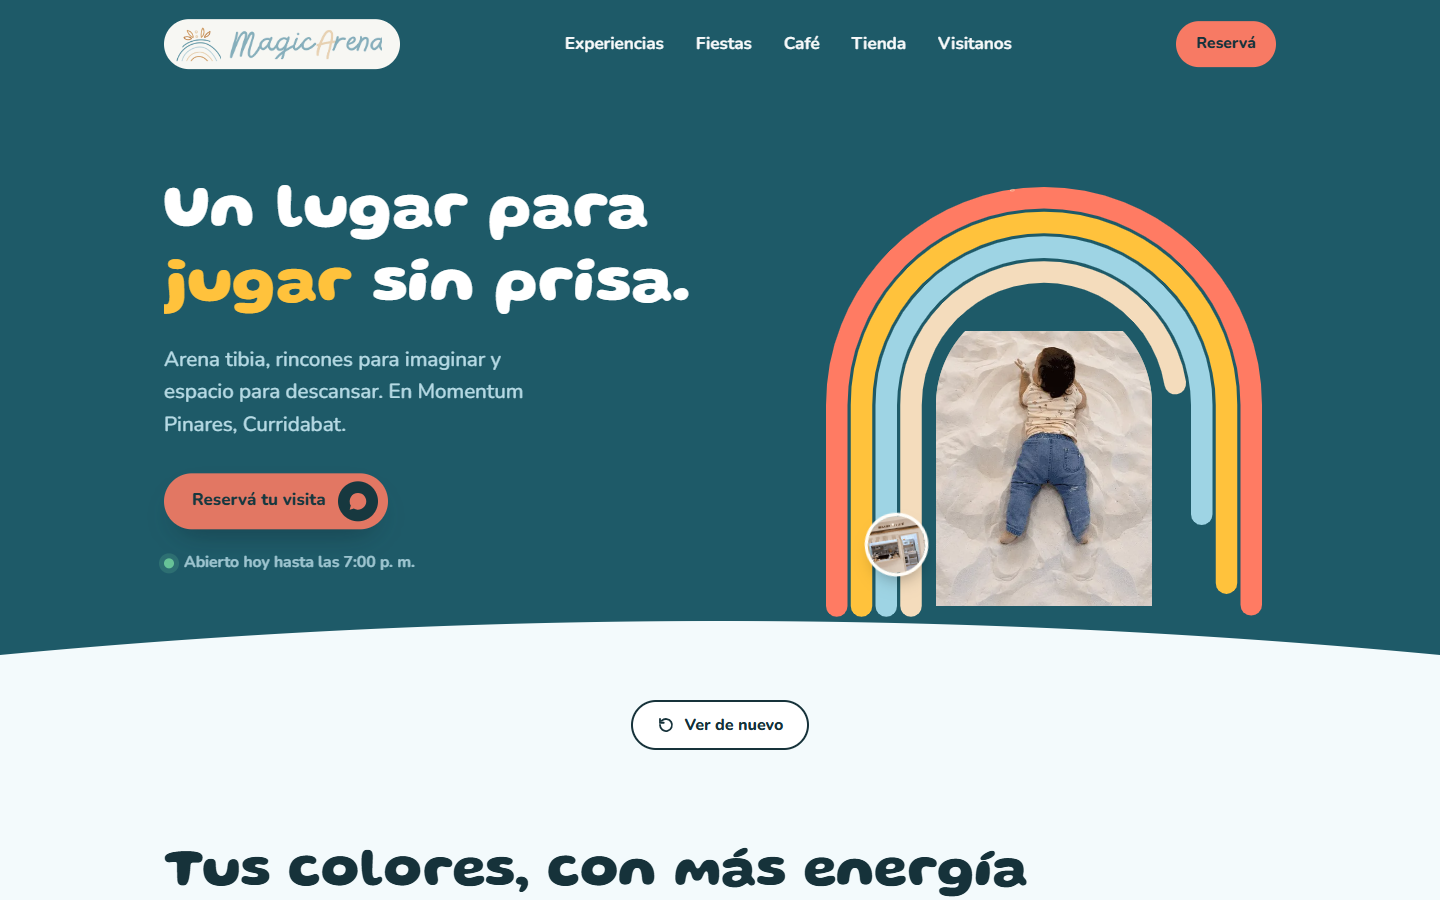 MagicArena
Experiencias
Fiestas
Café
Tienda
Visitanos
Reservá
Un lugar para
jugar sin prisa.
Arena tibia, rincones para imaginar y
espacio para descansar. En Momentum
Pinares, Curridabat.
Reservá tu visita
Abierto hoy hasta las 7:00 p. m.
Ver de nuevo
Tus colores, con más energía